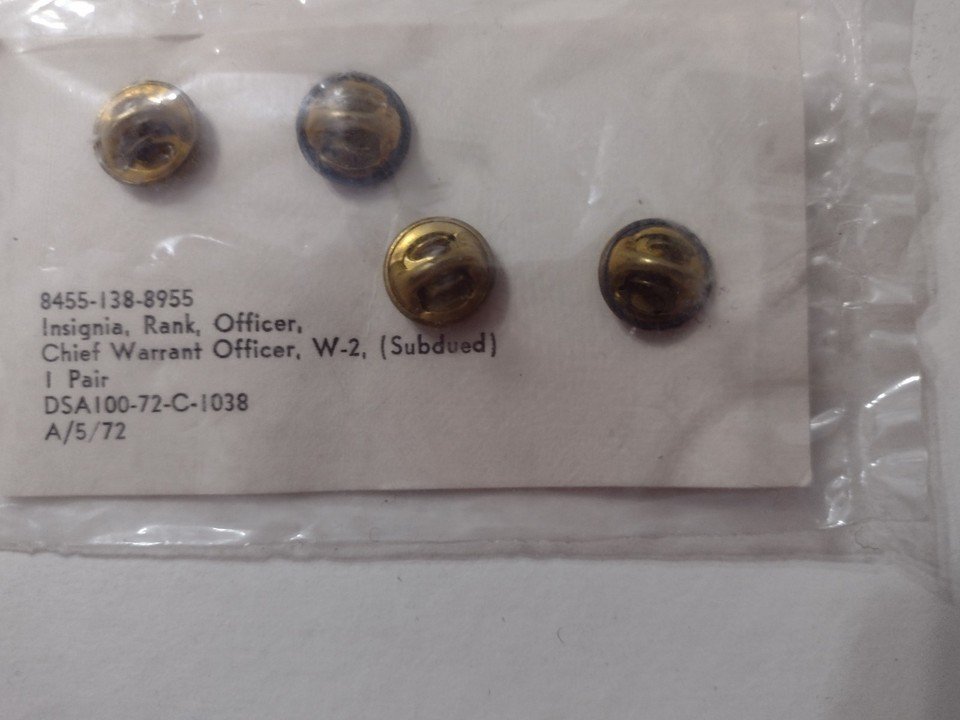 8455-138-8955
Insignia, Rank, Officer,
Chief Warrant Officer, W-2, (Subdued)
1 Pair
DSA100-72-C-1038
A/5/72